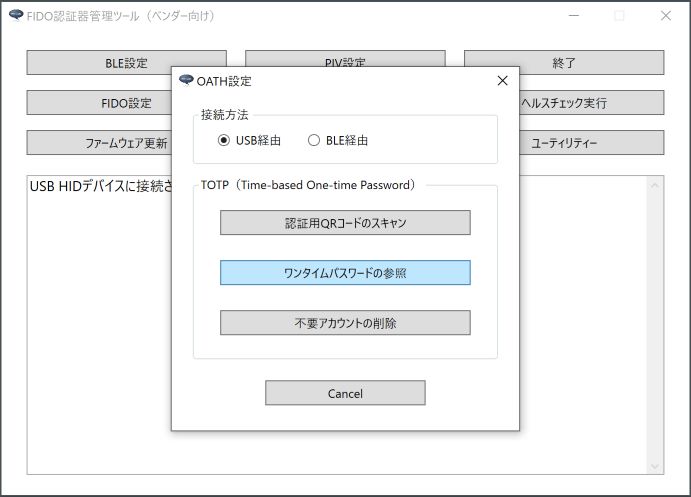 FIDO認証器管理ツール（ベンダー向け）
BLE設定
PIV設定
終了
FIDO設定
ヘルスチェック実行
ファームウェア更新
ユーティリティー
USB HIDデバイスに接続さ
OATH設定
接続方法
USB経由
BLE経由
TOTP（Time-based One-time Password）
認証用QRコードのスキャン
ワンタイムパスワードの参照
不要アカウントの削除
Cancel